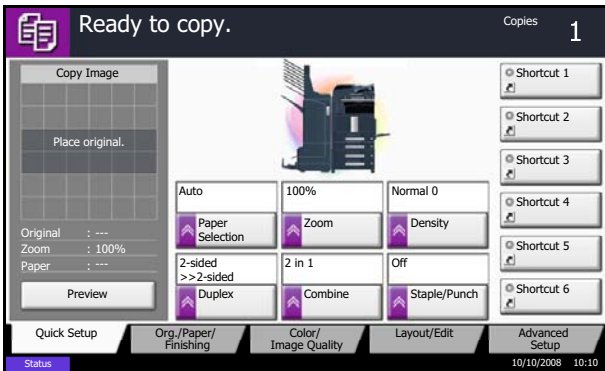 Ready to copy.
Copies
1
Copy Image
Place original.
Original : ---
Zoom : 100%
Paper : ---
Preview
Auto
Paper
Selection
100%
Zoom
Normal 0
Density
2-sided
>>2-sided
Duplex
2 in 1
Combine
Off
Staple/Punch
Shortcut 1
Shortcut 2
Shortcut 3
Shortcut 4
Shortcut 5
Shortcut 6
Quick Setup
Org./Paper/
Finishing
Color/
Image Quality
Layout/Edit
Advanced
Setup
Status
10/10/2008 10:10